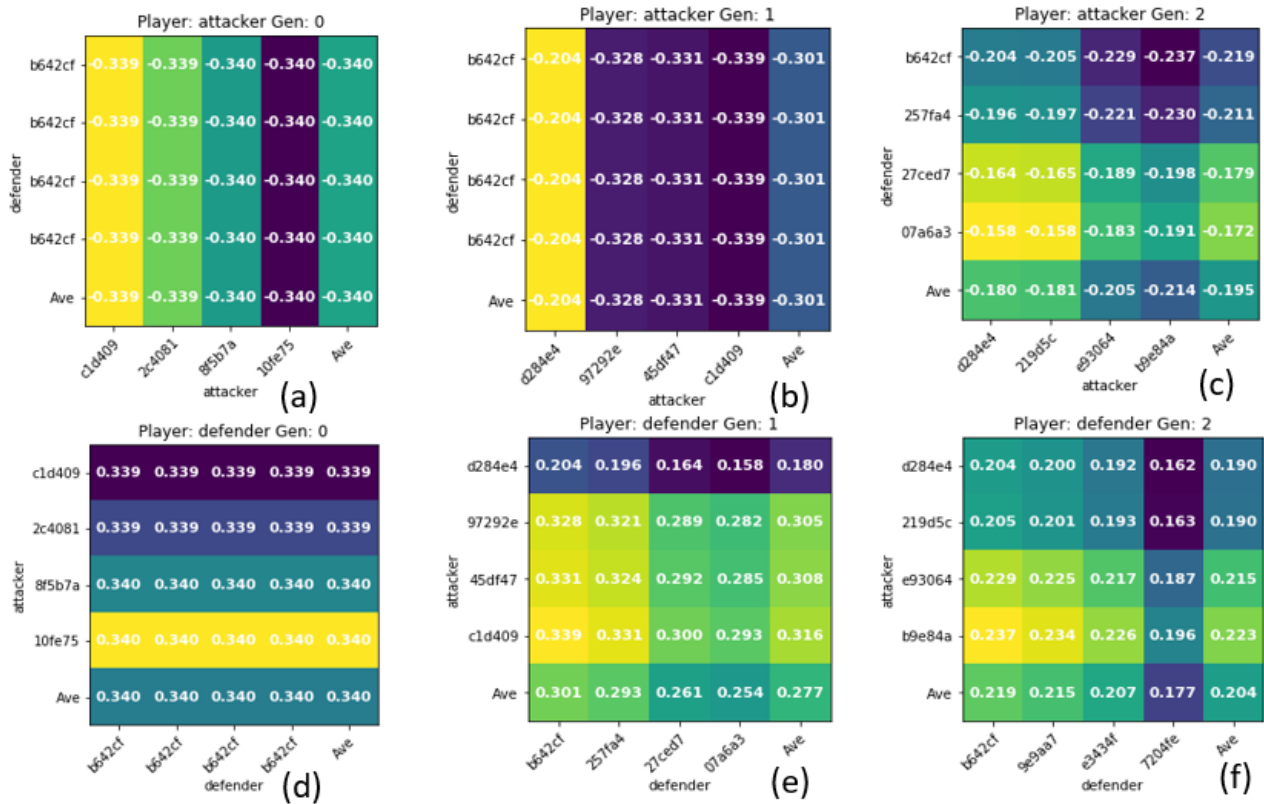 Player: attacker Gen: 0
defender
b642cf -0.339 -0.339 -0.340 -0.340 -0.340
b642cf -0.339 -0.339 -0.340 -0.340 -0.340
b642cf -0.339 -0.339 -0.340 -0.340 -0.340
b642cf -0.339 -0.339 -0.340 -0.340 -0.340
Ave -0.339 -0.339 -0.340 -0.340 -0.340
c1d409 2c4081 8f5b7a 10fe75 Ave
attacker
(a)
Player: attacker Gen: 1
defender
b642cf -0.204 -0.328 -0.331 -0.339 -0.301
b642cf -0.204 -0.328 -0.331 -0.339 -0.301
b642cf -0.204 -0.328 -0.331 -0.339 -0.301
b642cf -0.204 -0.328 -0.331 -0.339 -0.301
Ave -0.204 -0.328 -0.331 -0.339 -0.301
d284e4 97292e 45df47 c1d409 Ave
attacker
(b)
Player: attacker Gen: 2
defender
b642cf -0.204 -0.205 -0.229 -0.237 -0.219
257fa4 -0.196 -0.197 -0.221 -0.230 -0.211
27ced7 -0.164 -0.165 -0.189 -0.198 -0.179
07a6a3 -0.158 -0.158 -0.183 -0.191 -0.172
Ave -0.180 -0.181 -0.205 -0.214 -0.195
d284e4 219d5c e93064 b9e84a Ave
attacker
(c)
Player: defender Gen: 0
attacker
c1d409 0.339 0.339 0.339 0.339 0.339
2c4081 0.339 0.339 0.339 0.339 0.339
8f5b7a 0.340 0.340 0.340 0.340 0.340
10fe75 0.340 0.340 0.340 0.340 0.340
Ave 0.340 0.340 0.340 0.340 0.340
b642cf b642cf b642cf b642cf Ave
defender
(d)
Player: defender Gen: 1
attacker
d284e4 0.204 0.196 0.164 0.158 0.180
97292e 0.328 0.321 0.289 0.282 0.305
45df47 0.331 0.324 0.292 0.285 0.308
c1d409 0.339 0.331 0.300 0.293 0.316
Ave 0.301 0.293 0.261 0.254 0.277
b642cf 257fa4 27ced7 07a6a3 Ave
defender
(e)
Player: defender Gen: 2
attacker
d284e4 0.204 0.200 0.192 0.162 0.190
219d5c 0.205 0.201 0.193 0.163 0.190
e93064 0.229 0.225 0.217 0.187 0.215
b9e84a 0.237 0.234 0.226 0.196 0.223
Ave 0.219 0.215 0.207 0.177 0.204
b642cf 9e9aa7 e3434f 7204fe Ave
defender
(f)